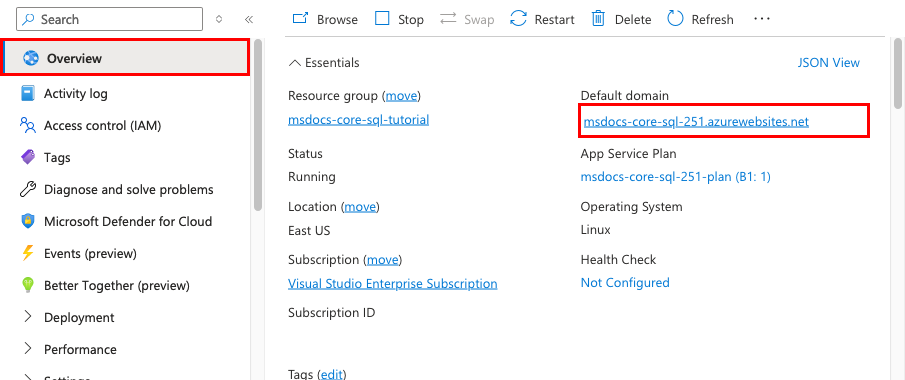 Search
Overview
Activity log
Access control (IAM)
Tags
Diagnose and solve problems
Microsoft Defender for Cloud
Events (preview)
Better Together (preview)
Deployment
Performance
Settings
Browse Stop Swap Restart Delete Refresh ...
Essentials JSON View
Resource group (move)
msdocs-core-sql-tutorial
Status
Running
Location (move)
East US
Subscription (move)
Visual Studio Enterprise Subscription
Subscription ID
Default domain
msdocs-core-sql-251.azurewebsites.net
App Service Plan
msdocs-core-sql-251-plan (B1: 1)
Operating System
Linux
Health Check
Not Configured
Tags (edit)